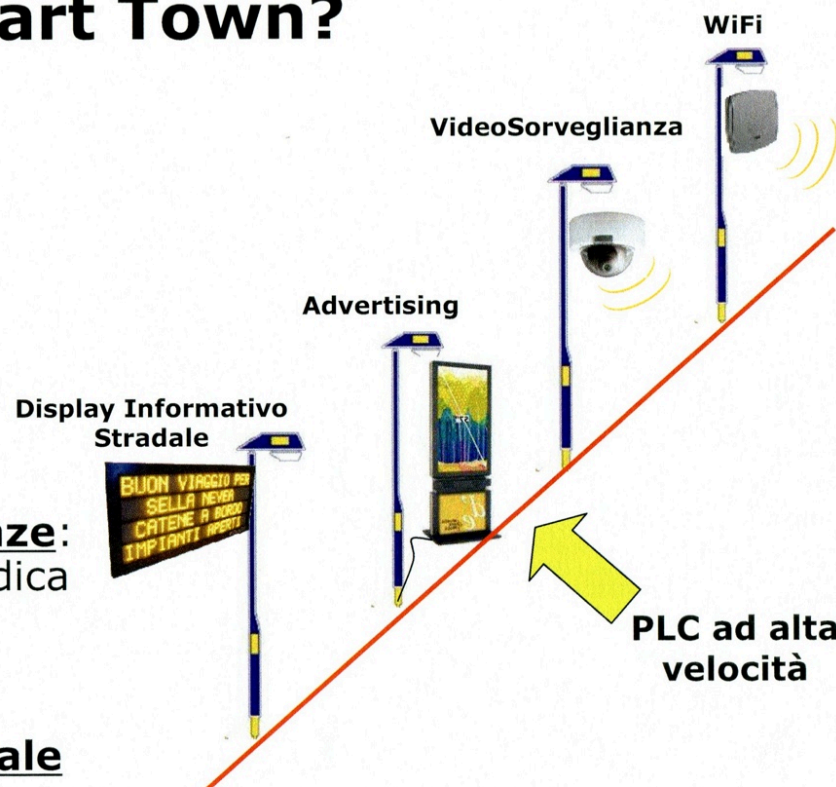 art Town?
WiFi
VideoSorveglianza
Advertising
Display Informativo
Stradale
BUON VIAGGIO PER
SELLA NEVEA
CATENE A BORDO
IMPIANTI APERTI
nze:
dica
PLC ad alta
velocità
ale